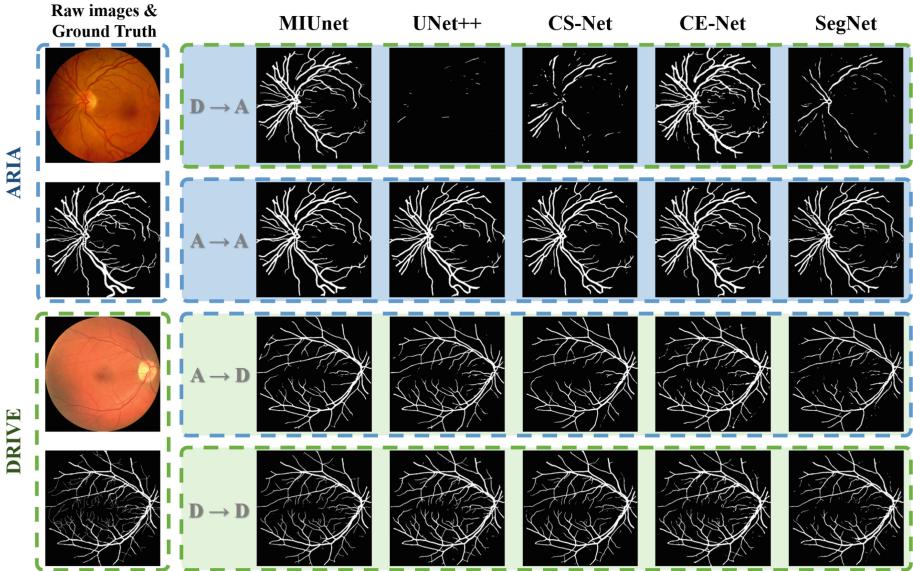 Raw images &
Ground Truth
MIUnet
UNet++
CS-Net
CE-Net
SegNet
ARIA
D → A
A → A
DRIVE
A → D
D → D